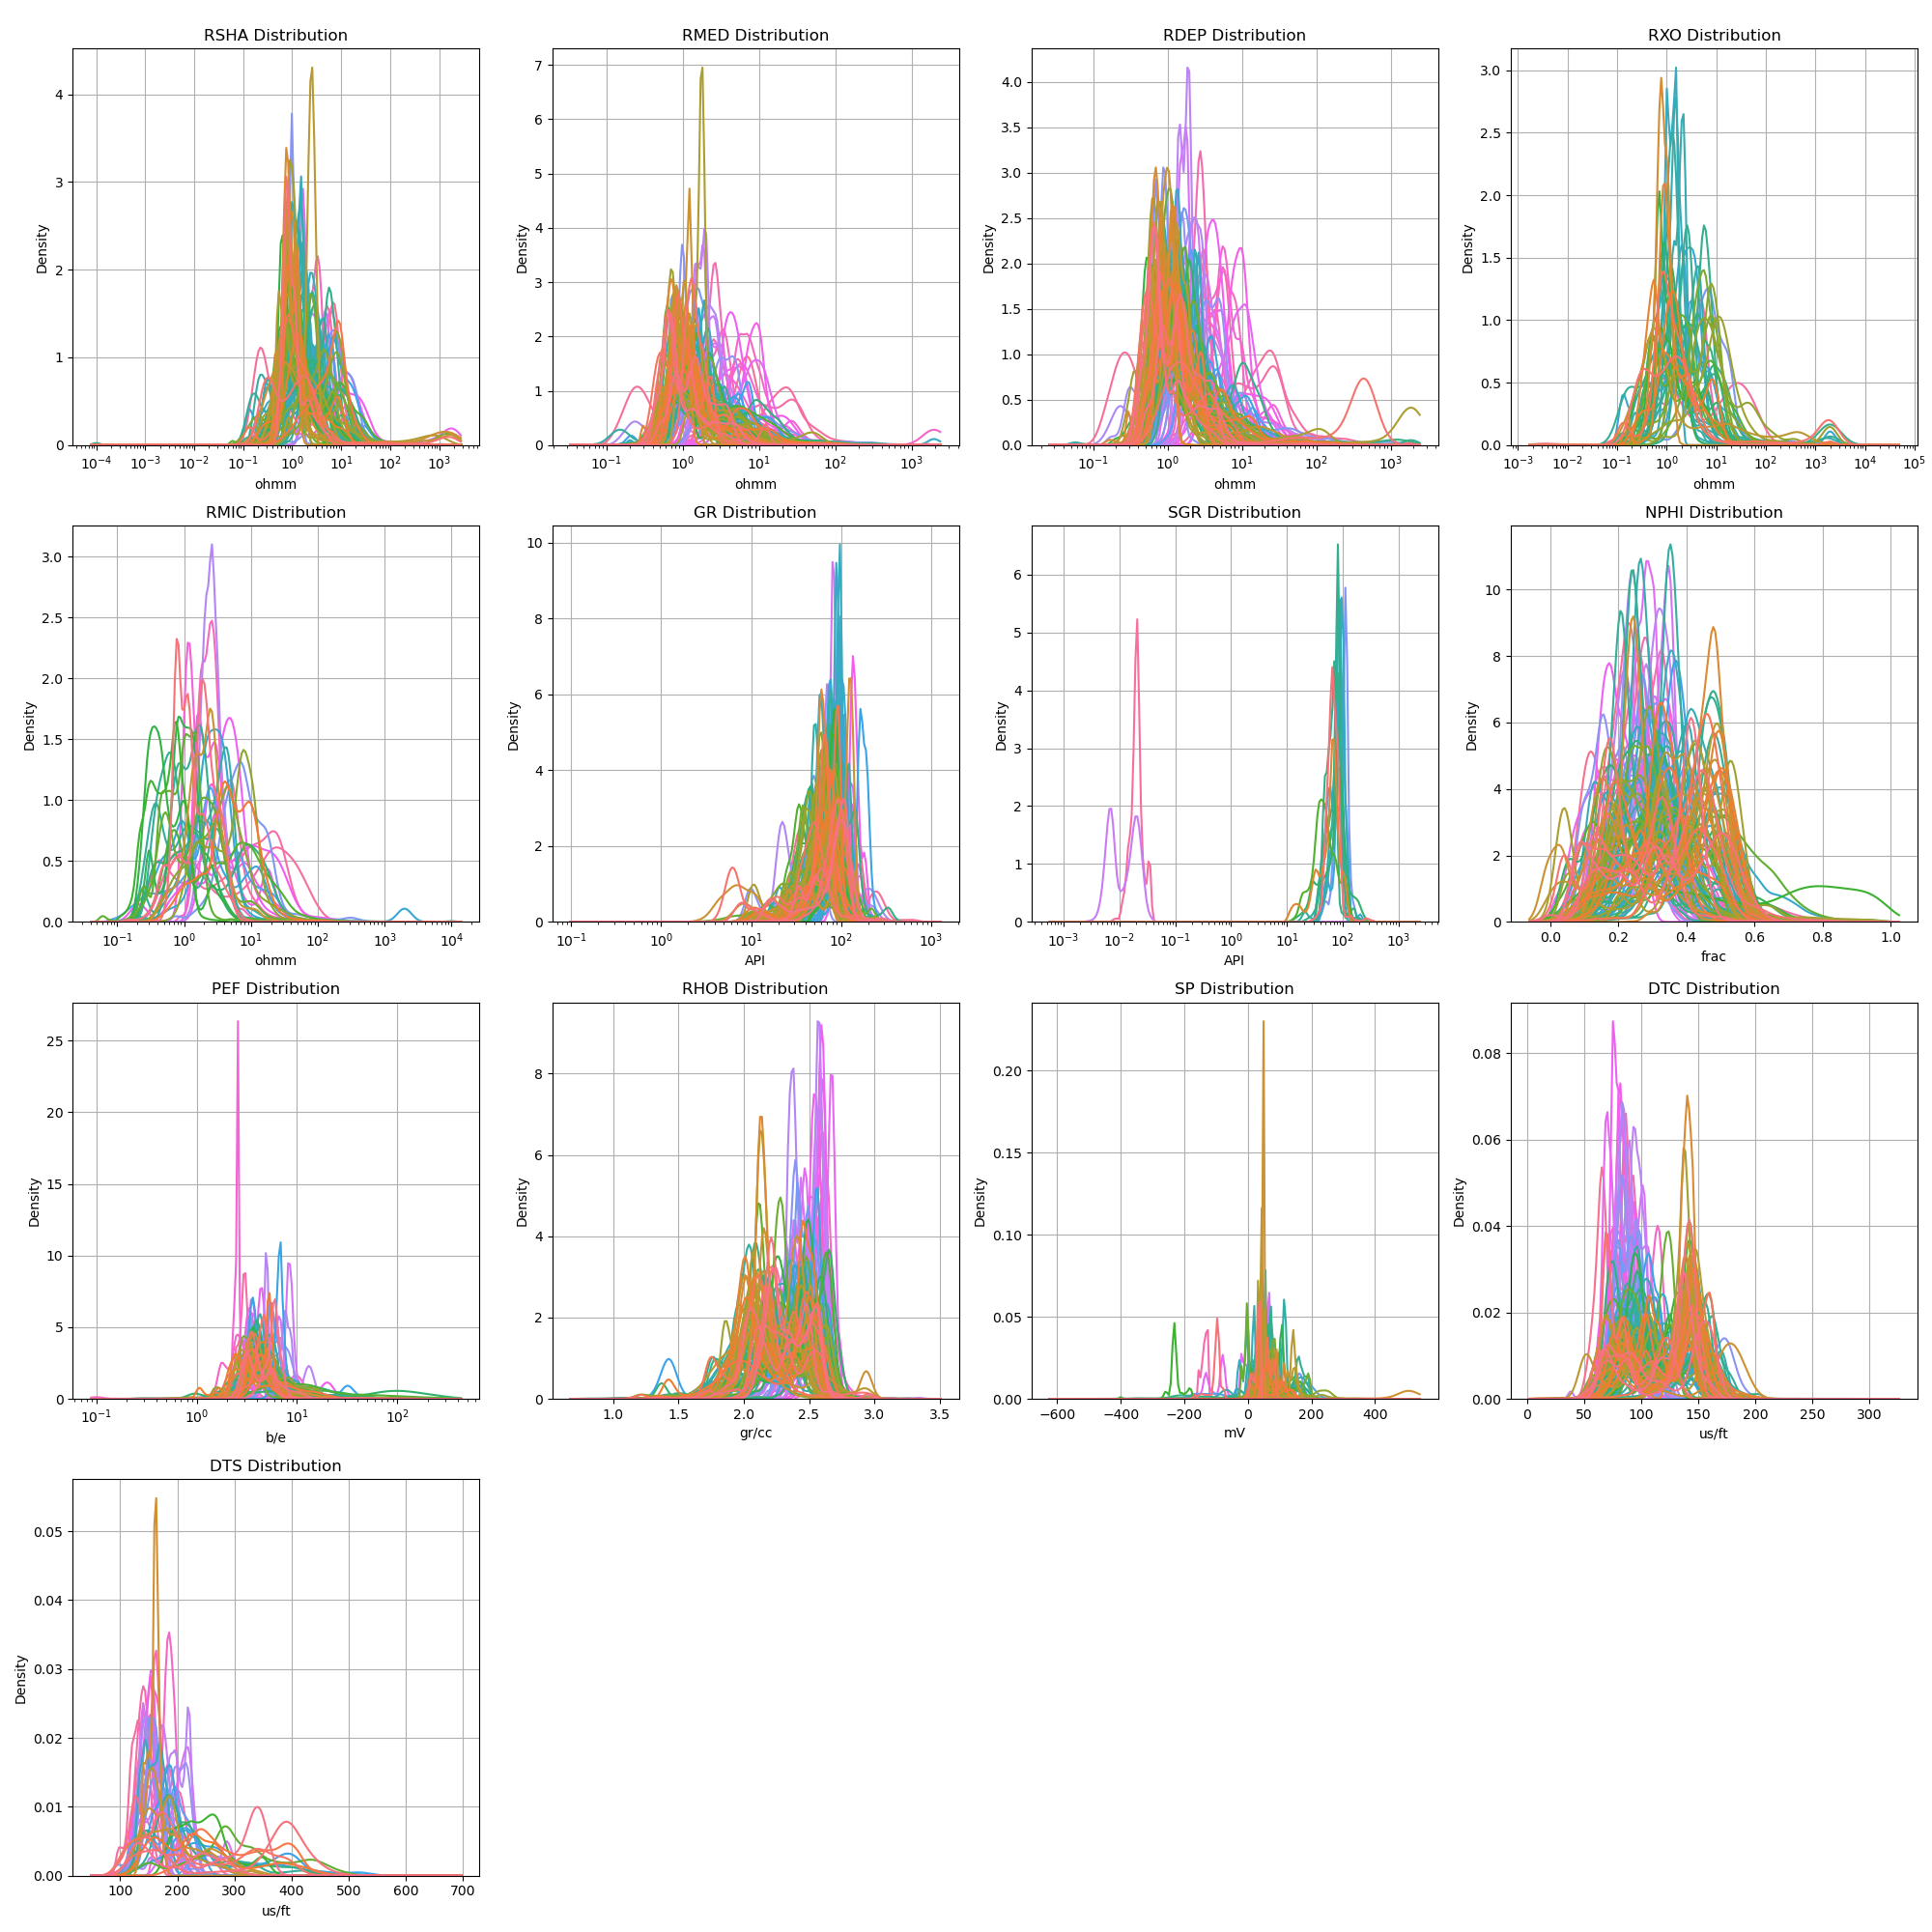 RSHA Distribution
Density
4
3
2
1
0
10⁻⁴ 10⁻³ 10⁻² 10⁻¹ 10⁰ 10¹ 10² 10³
ohmm
RMED Distribution
Density
7
6
5
4
3
2
1
0
10⁻¹ 10⁰ 10¹ 10² 10³
ohmm
RDEP Distribution
Density
4.0
3.5
3.0
2.5
2.0
1.5
1.0
0.5
0.0
10⁻¹ 10⁰ 10¹ 10² 10³
ohmm
RXO Distribution
Density
3.0
2.5
2.0
1.5
1.0
0.5
0.0
10⁻³ 10⁻² 10⁻¹ 10⁰ 10¹ 10² 10³ 10⁴ 10⁵
ohmm
RMIC Distribution
Density
3.0
2.5
2.0
1.5
1.0
0.5
0.0
10⁻¹ 10⁰ 10¹ 10² 10³ 10⁴
ohmm
GR Distribution
Density
10
8
6
4
2
0
10⁻¹ 10⁰ 10¹ 10² 10³
API
SGR Distribution
Density
6
5
4
3
2
1
0
10⁻³ 10⁻² 10⁻¹ 10⁰ 10¹ 10² 10³
API
NPHI Distribution
Density
10
8
6
4
2
0
0.0 0.2 0.4 0.6 0.8 1.0
frac
PEF Distribution
Density
25
20
15
10
5
0
10⁻¹ 10⁰ 10¹ 10²
b/e
RHOB Distribution
Density
8
6
4
2
0
1.0 1.5 2.0 2.5 3.0 3.5
gr/cc
SP Distribution
Density
0.20
0.15
0.10
0.05
0.00
−600 −400 −200 0 200 400
mV
DTC Distribution
Density
0.08
0.06
0.04
0.02
0.00
0 50 100 150 200 250 300
us/ft
DTS Distribution
Density
0.05
0.04
0.03
0.02
0.01
0.00
100 200 300 400 500 600 700
us/ft